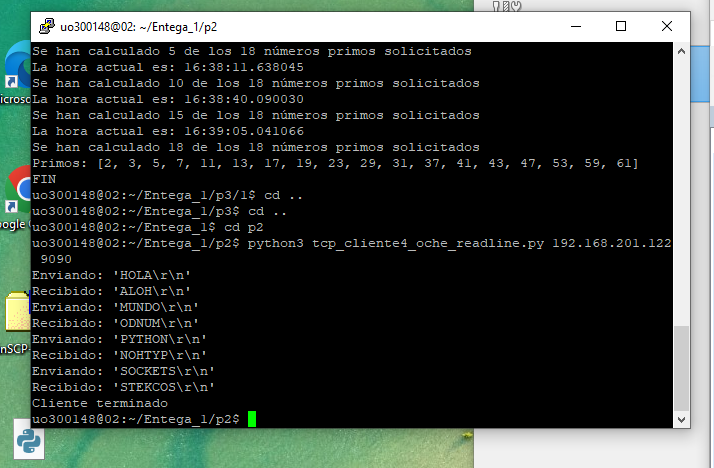 uo300148@02: ~/Entega_1/p2
Se han calculado 5 de los 18 números primos solicitados
La hora actual es: 16:38:11.638045
Se han calculado 10 de los 18 números primos solicitados
La hora actual es: 16:38:40.090030
Se han calculado 15 de los 18 números primos solicitados
La hora actual es: 16:39:05.041066
Se han calculado 18 de los 18 números primos solicitados
Primos: [2, 3, 5, 7, 11, 13, 17, 19, 23, 29, 31, 37, 41, 43, 47, 53, 59, 61]
FIN
uo300148@02:~/Entega_1/p3/1$ cd ..
uo300148@02:~/Entega_1/p3$ cd ..
uo300148@02:~/Entega_1$ cd p2
uo300148@02:~/Entega_1/p2$ python3 tcp_cliente4_oche_readline.py 192.168.201.122
9090
Enviando: 'HOLA\r\n'
Recibido: 'ALOH\r\n'
Enviando: 'MUNDO\r\n'
Recibido: 'ODNUM\r\n'
Enviando: 'PYTHON\r\n'
Recibido: 'NOHTYP\r\n'
Enviando: 'SOCKETS\r\n'
Recibido: 'STEKCOS\r\n'
Cliente terminado
uo300148@02:~/Entega_1/p2$
icrosof
oogle C
nSCP